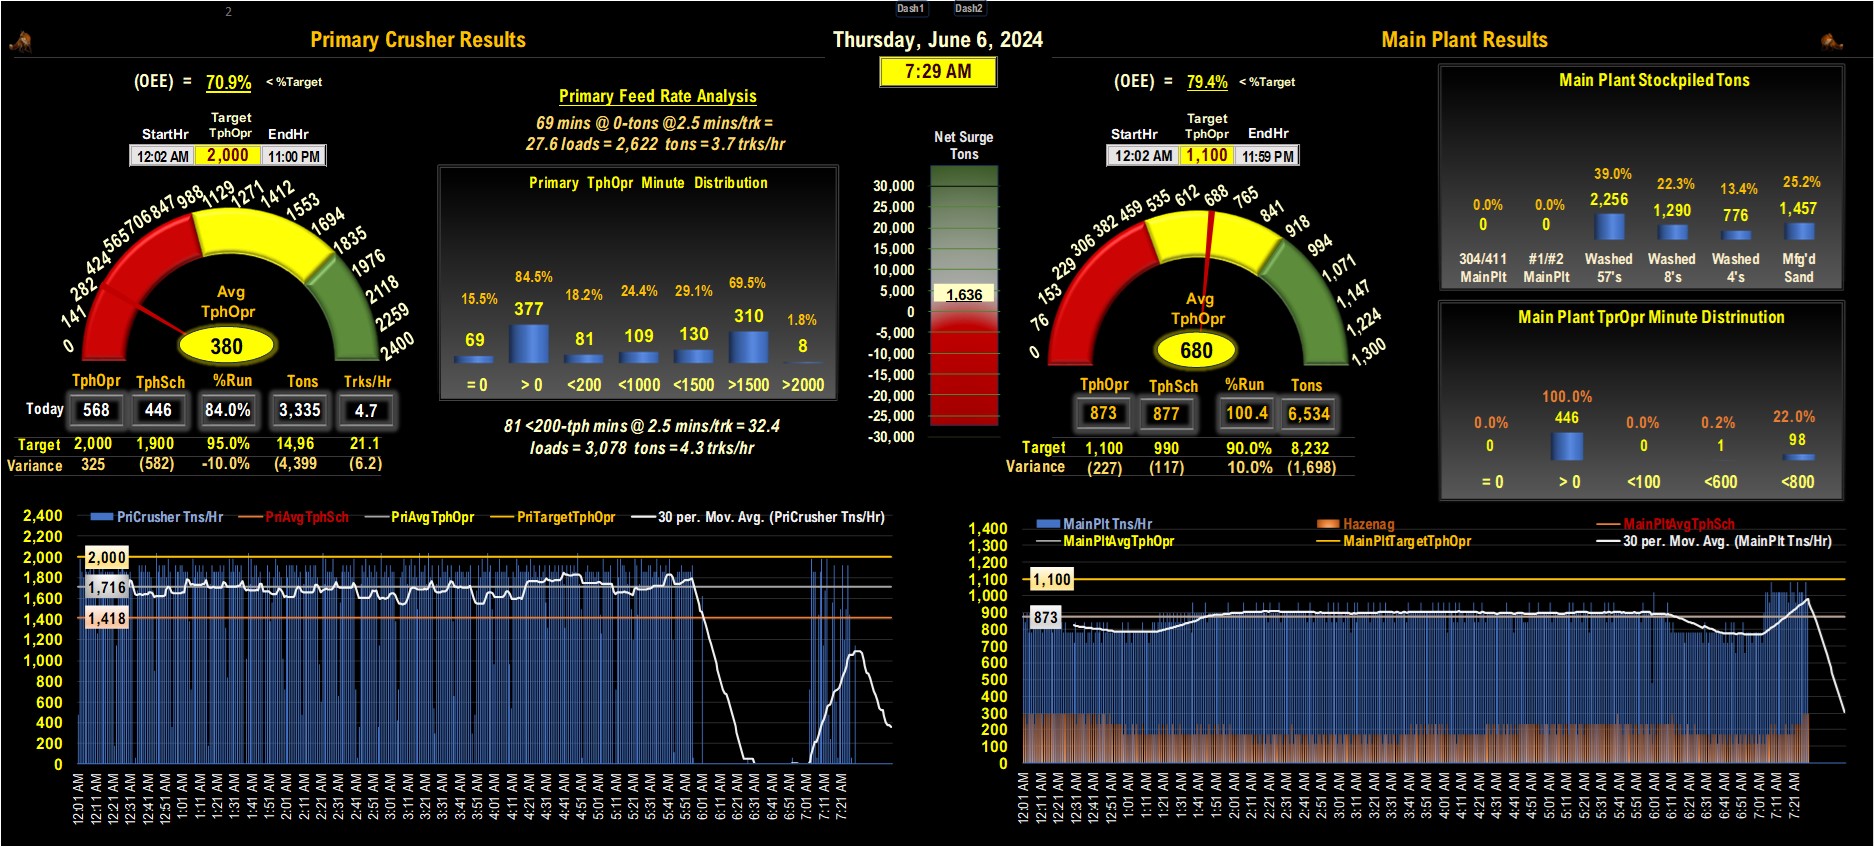 2
Dash1
Dash2
Primary Crusher Results
Thursday, June 6, 2024
Main Plant Results
7:29 AM
(OEE) = 70.9% < %Target
StartHr
Target TphOpr
EndHr
12:02 AM 2,000 11:00 PM
0
141
282
424
565
706
847
988
1129
1271
1412
1553
1694
1835
1976
2118
2259
2400
Avg
TphOpr
380
TphOpr TphSch %Run Tons Trks/Hr
Today 568 446 84.0% 3,335 4.7
Target 2,000 1,900 95.0% 14,96 21.1
Variance 325 (582) -10.0% (4,399 (6.2)
Primary Feed Rate Analysis
69 mins @ 0-tons @2.5 mins/trk =
27.6 loads = 2,622 tons = 3.7 trks/hr
Primary TphOpr Minute Distribution
15.5% 84.5% 18.2% 24.4% 29.1% 69.5% 1.8%
69 377 81 109 130 310 8
= 0 > 0 <200 <1000 <1500 >1500 >2000
81 <200-tph mins @ 2.5 mins/trk = 32.4
loads = 3,078 tons = 4.3 trks/hr
Net Surge
Tons
30,000
25,000
20,000
15,000
10,000
5,000
0
-5,000
-10,000
-15,000
-20,000
-25,000
-30,000
1,636
(OEE) = 79.4% < %Target
StartHr
Target TphOpr
EndHr
12:02 AM 1,100 11:59 PM
0
76
153
229
306
382
459
535
612
688
765
841
918
994
1,071
1,147
1,224
1,300
Avg
TphOpr
680
TphOpr TphSch %Run Tons
873 877 100.4 6,534
Target 1,100 990 90.0% 8,232
Variance (227) (117) 10.0% (1,698)
Main Plant Stockpiled Tons
0.0% 0.0% 39.0% 22.3% 13.4% 25.2%
0 0 2,256 1,290 776 1,457
304/411 #1/#2 Washed Washed Washed Mfg'd
MainPlt MainPlt 57's 8's 4's Sand
Main Plant TprOpr Minute Distrinution
0.0% 100.0% 0.0% 0.2% 22.0%
0 446 0 1 98
= 0 > 0 <100 <600 <800
PriCrusher Tns/Hr PriAvgTphSch PriAvgTphOpr PriTargetTphOpr 30 per. Mov. Avg. (PriCrusher Tns/Hr)
2,400
2,200
2,000
1,800
1,600
1,400
1,200
1,000
800
600
400
200
0
2,000
1,716
1,418
12:01 AM 12:11 AM 12:21 AM 12:31 AM 12:41 AM 12:51 AM 1:01 AM 1:11 AM 1:21 AM 1:31 AM 1:41 AM 1:51 AM 2:01 AM 2:11 AM 2:21 AM 2:31 AM 2:41 AM 2:51 AM 3:01 AM 3:11 AM 3:21 AM 3:31 AM 3:41 AM 3:51 AM 4:01 AM 4:11 AM 4:21 AM 4:31 AM 4:41 AM 4:51 AM 5:01 AM 5:11 AM 5:21 AM 5:31 AM 5:41 AM 5:51 AM 6:01 AM 6:11 AM 6:21 AM 6:31 AM 6:41 AM 6:51 AM 7:01 AM 7:11 AM 7:21 AM
MainPlt Tns/Hr Hazenag MainPltAvgTphSch
MainPltAvgTphOpr MainPltTargetTphOpr 30 per. Mov. Avg. (MainPlt Tns/Hr)
1,400
1,300
1,200
1,100
1,000
900
800
700
600
500
400
300
200
100
0
1,100
873
12:01 AM 12:11 AM 12:21 AM 12:31 AM 12:41 AM 12:51 AM 1:01 AM 1:11 AM 1:21 AM 1:31 AM 1:41 AM 1:51 AM 2:01 AM 2:11 AM 2:21 AM 2:31 AM 2:41 AM 2:51 AM 3:01 AM 3:11 AM 3:21 AM 3:31 AM 3:41 AM 3:51 AM 4:01 AM 4:11 AM 4:21 AM 4:31 AM 4:41 AM 4:51 AM 5:01 AM 5:11 AM 5:21 AM 5:31 AM 5:41 AM 5:51 AM 6:01 AM 6:11 AM 6:21 AM 6:31 AM 6:41 AM 6:51 AM 7:01 AM 7:11 AM 7:21 AM